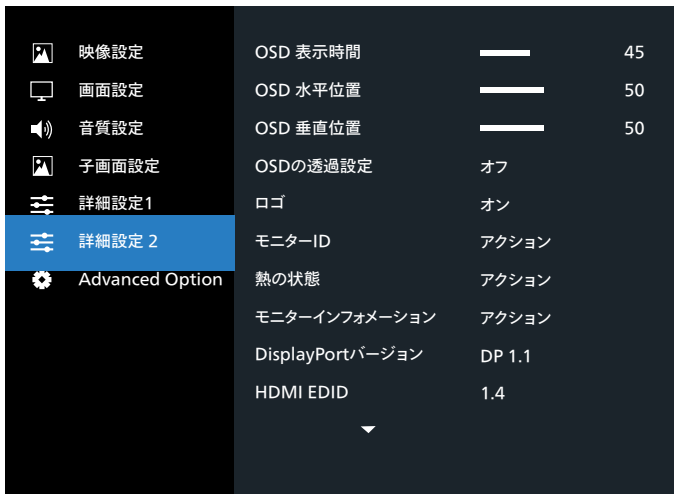 映像設定
画面設定
音質設定
子画面設定
詳細設定1
詳細設定 2
Advanced Option
OSD 表示時間 45
OSD 水平位置 50
OSD 垂直位置 50
OSDの透過設定 オフ
ロゴ オン
モニターID アクション
熱の状態 アクション
モニターインフォメーション アクション
DisplayPortバージョン DP 1.1
HDMI EDID 1.4